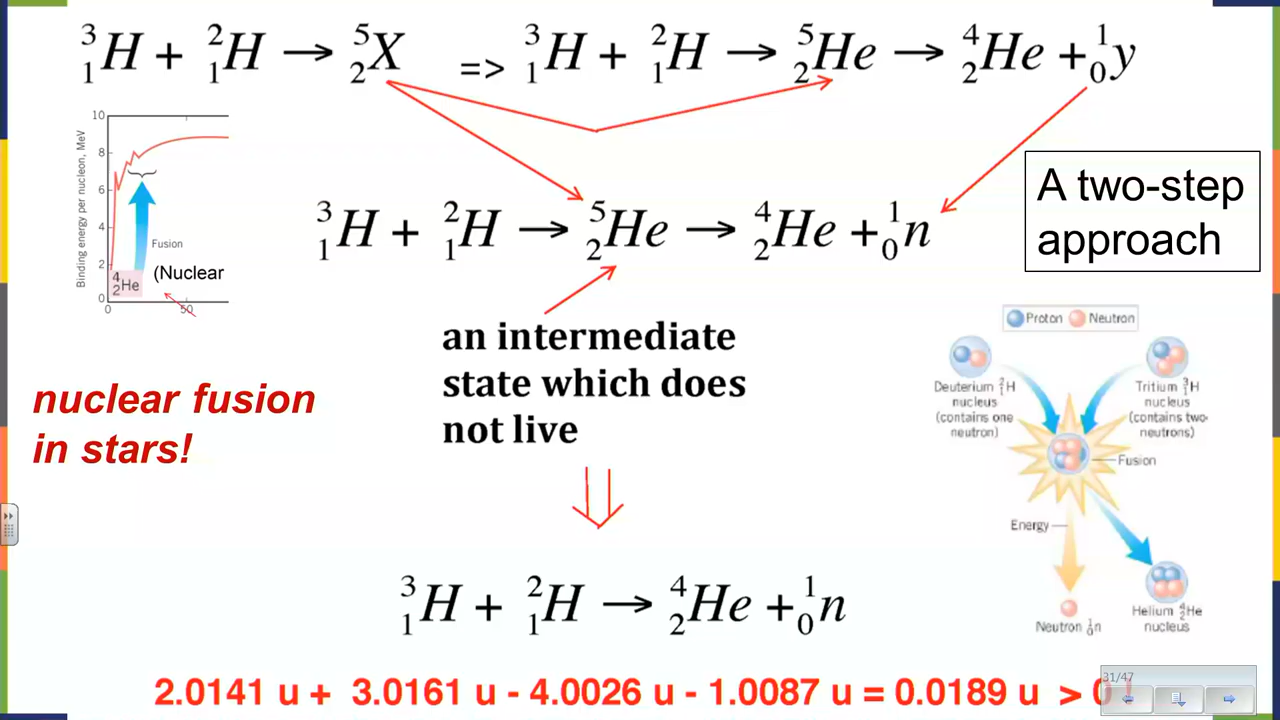 ³₁H + ²₁H → ⁵₂X => ³₁H + ²₁H → ⁵₂He → ⁴₂He + ¹₀y
10
8
6
4
2
0
0
50
Binding energy per nucleon, MeV
Fusion
⁴₂He
(Nuclear
³₁H + ²₁H → ⁵₂He → ⁴₂He + ¹₀n
A two-step
approach
an intermediate
state which does
not live
nuclear fusion
in stars!
Proton Neutron
Deuterium ²₁H
nucleus
(contains one
neutron)
Tritium ³₁H
nucleus
(contains two
neutrons)
Fusion
Energy
Neutron ¹₀n
Helium ⁴₂He
nucleus
³₁H + ²₁H → ⁴₂He + ¹₀n
2.0141 u + 3.0161 u - 4.0026 u - 1.0087 u = 0.0189 u > 0
31/47